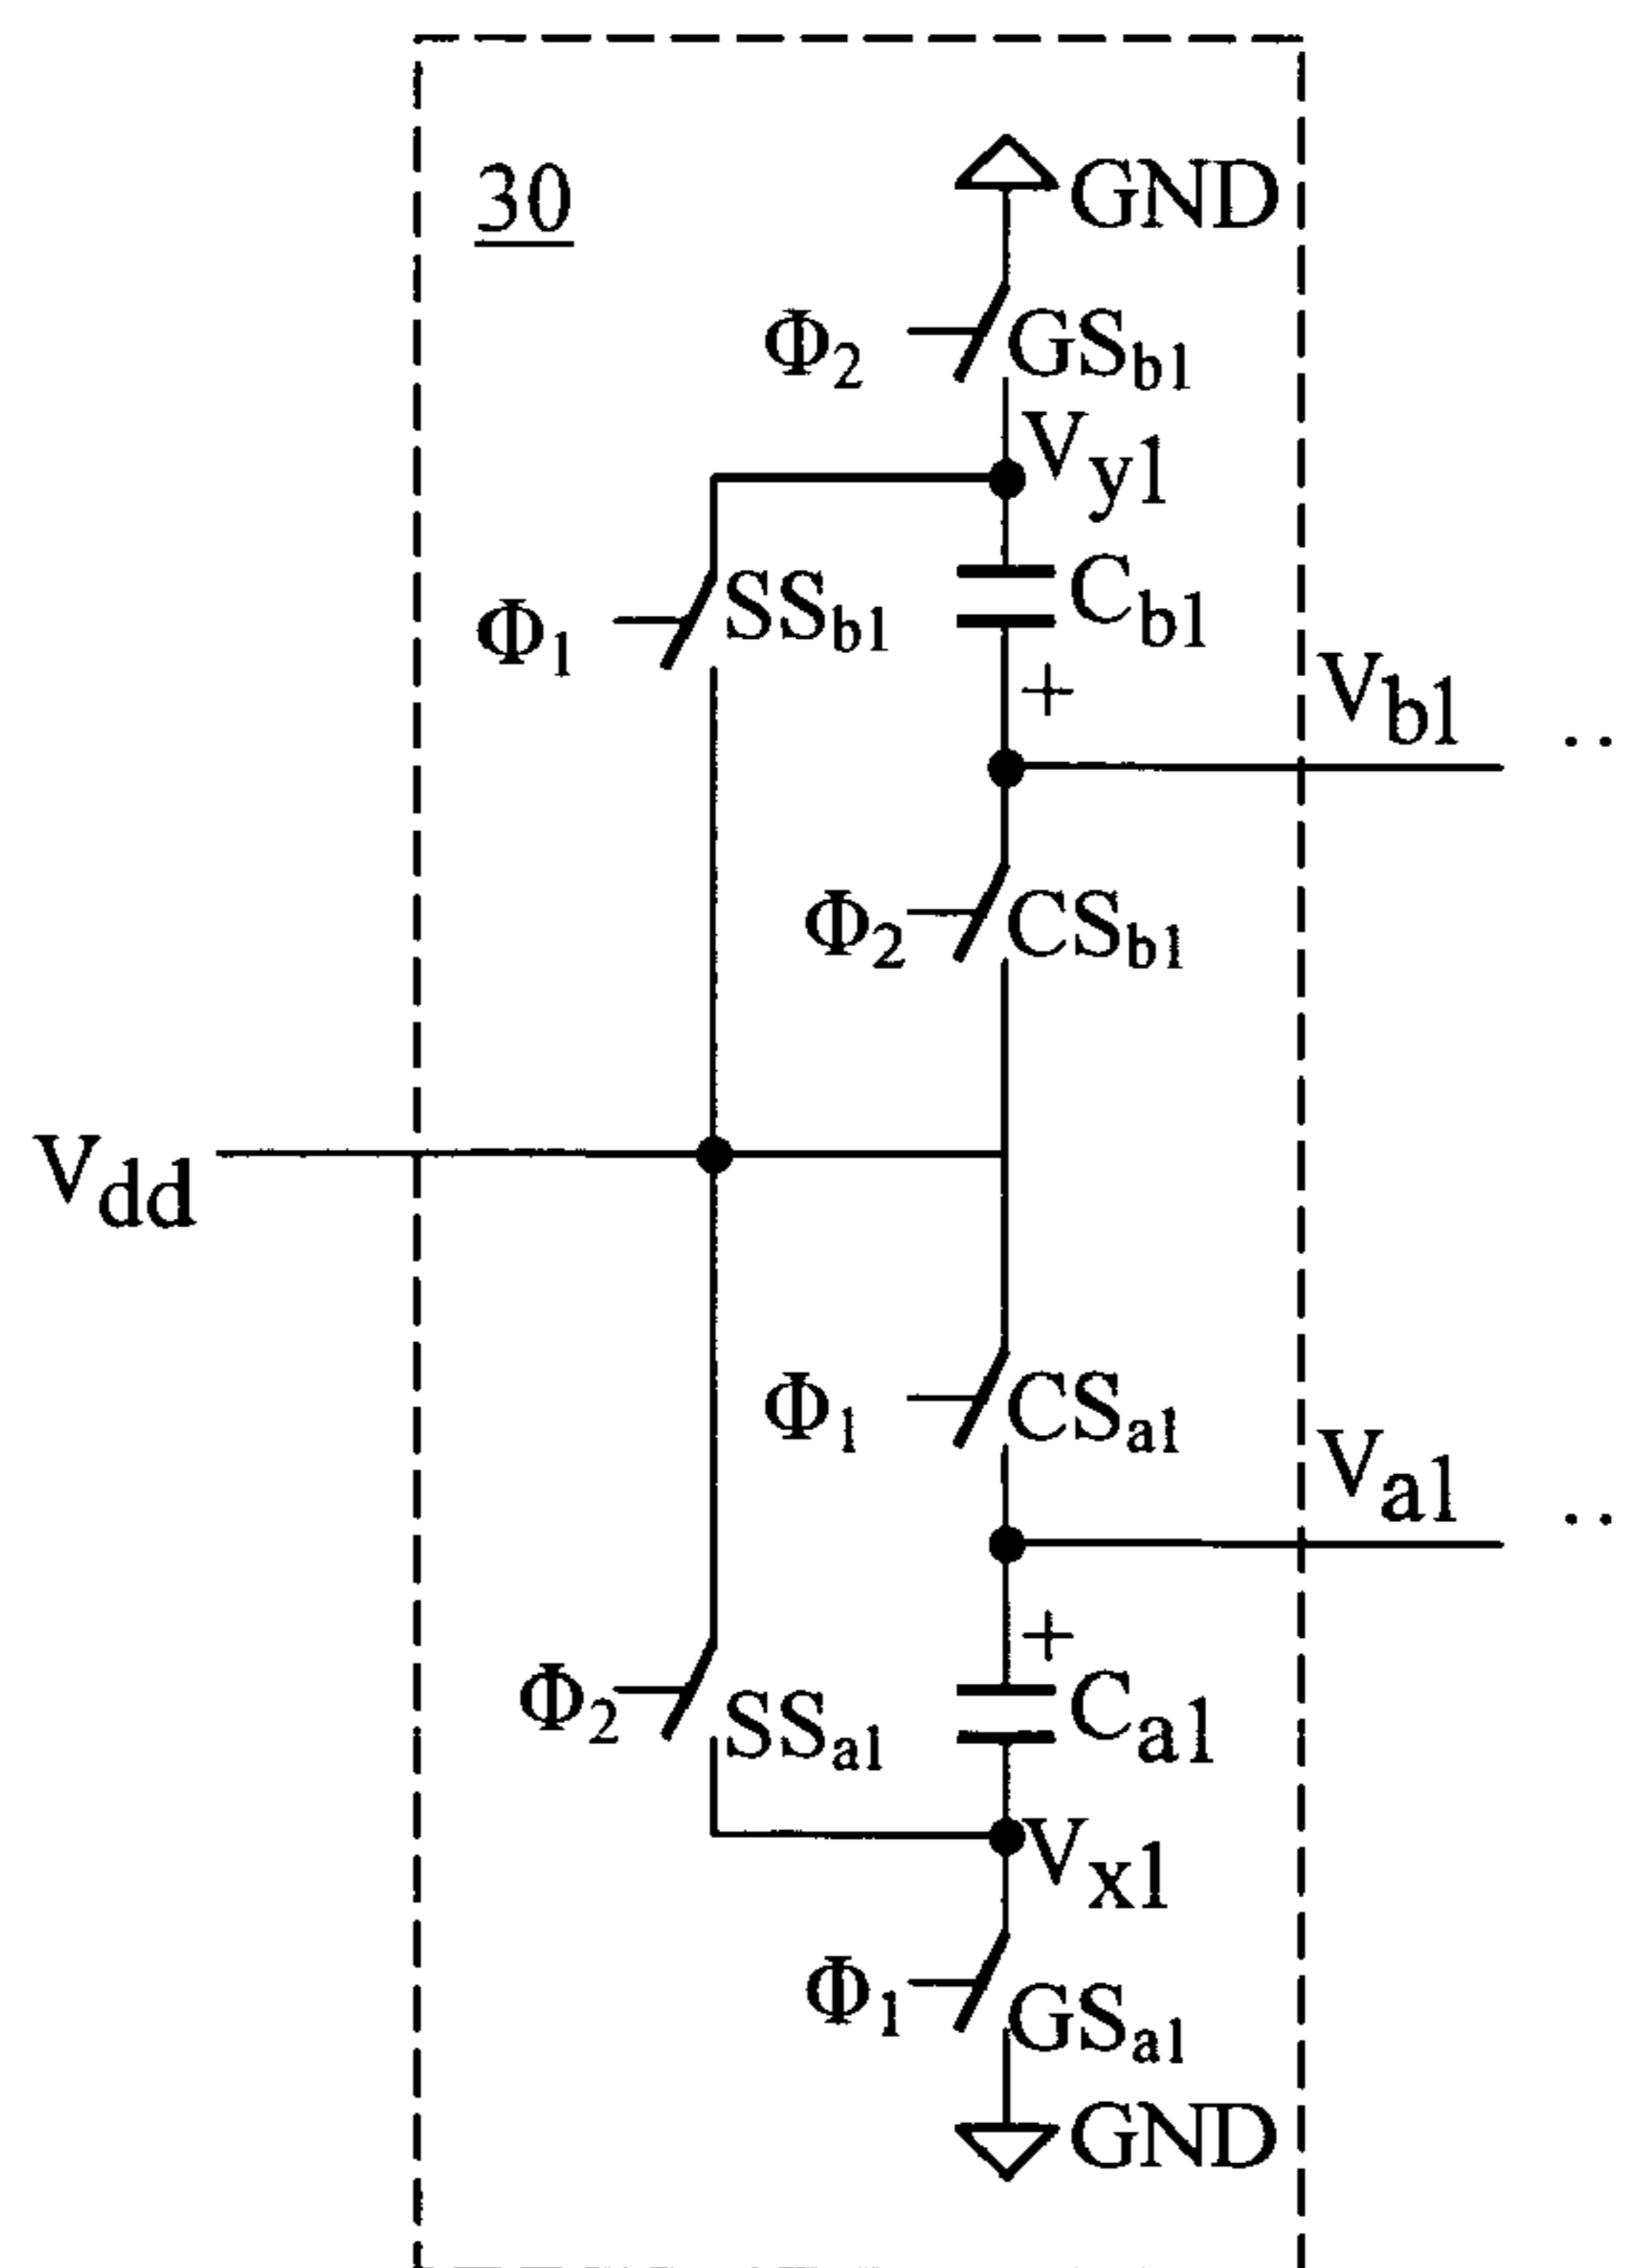 30
GND
Φ2 GSb1
Vy1
SSb1 Cb1
Φ1
+
Vb1 ..
Φ2 CSb1
Vdd
Φ1 CSa1
Va1 ..
+
Φ2 SSa1 Ca1
Vx1
Φ1 GSa1
GND